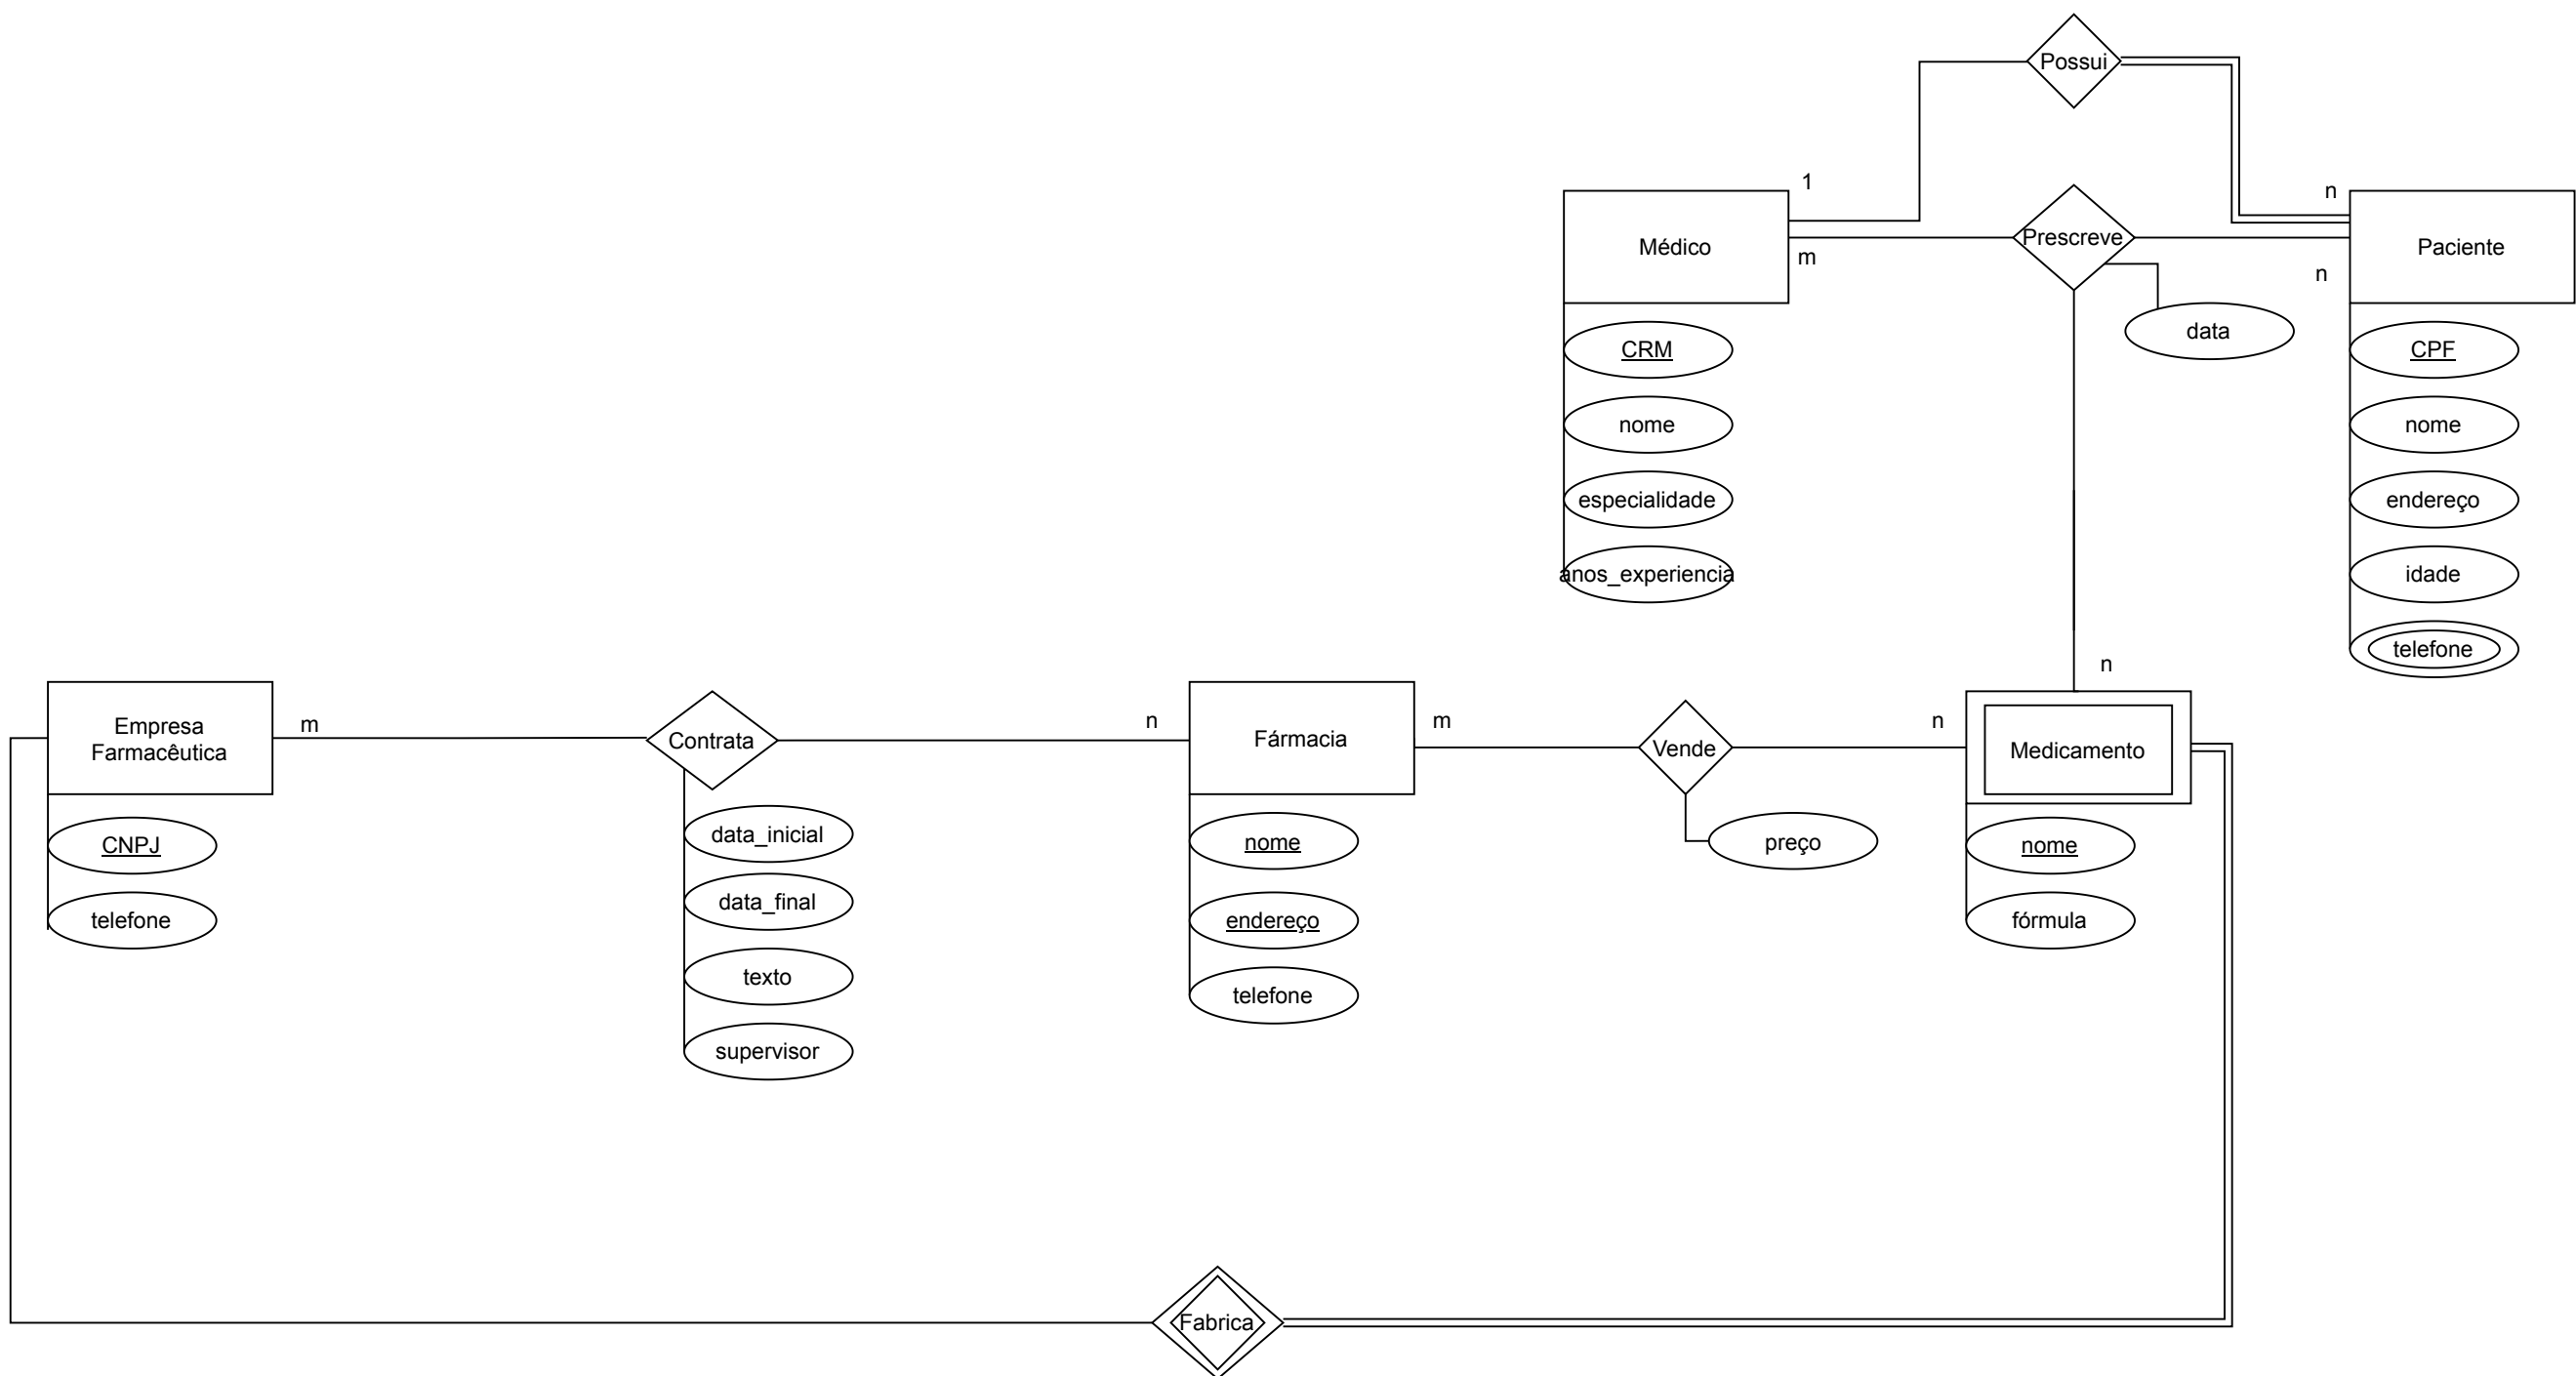 Possui
1
n
Médico
Prescreve
Paciente
m
n
data
CRM
nome
especialidade
anos_experiencia
CPF
nome
endereço
idade
telefone
n
Empresa
Farmacêutica
m
Contrata
n
Fármacia
m
Vende
n
Medicamento
CNPJ
telefone
data_inicial
data_final
texto
supervisor
nome
endereço
telefone
preço
nome
fórmula
Fabrica